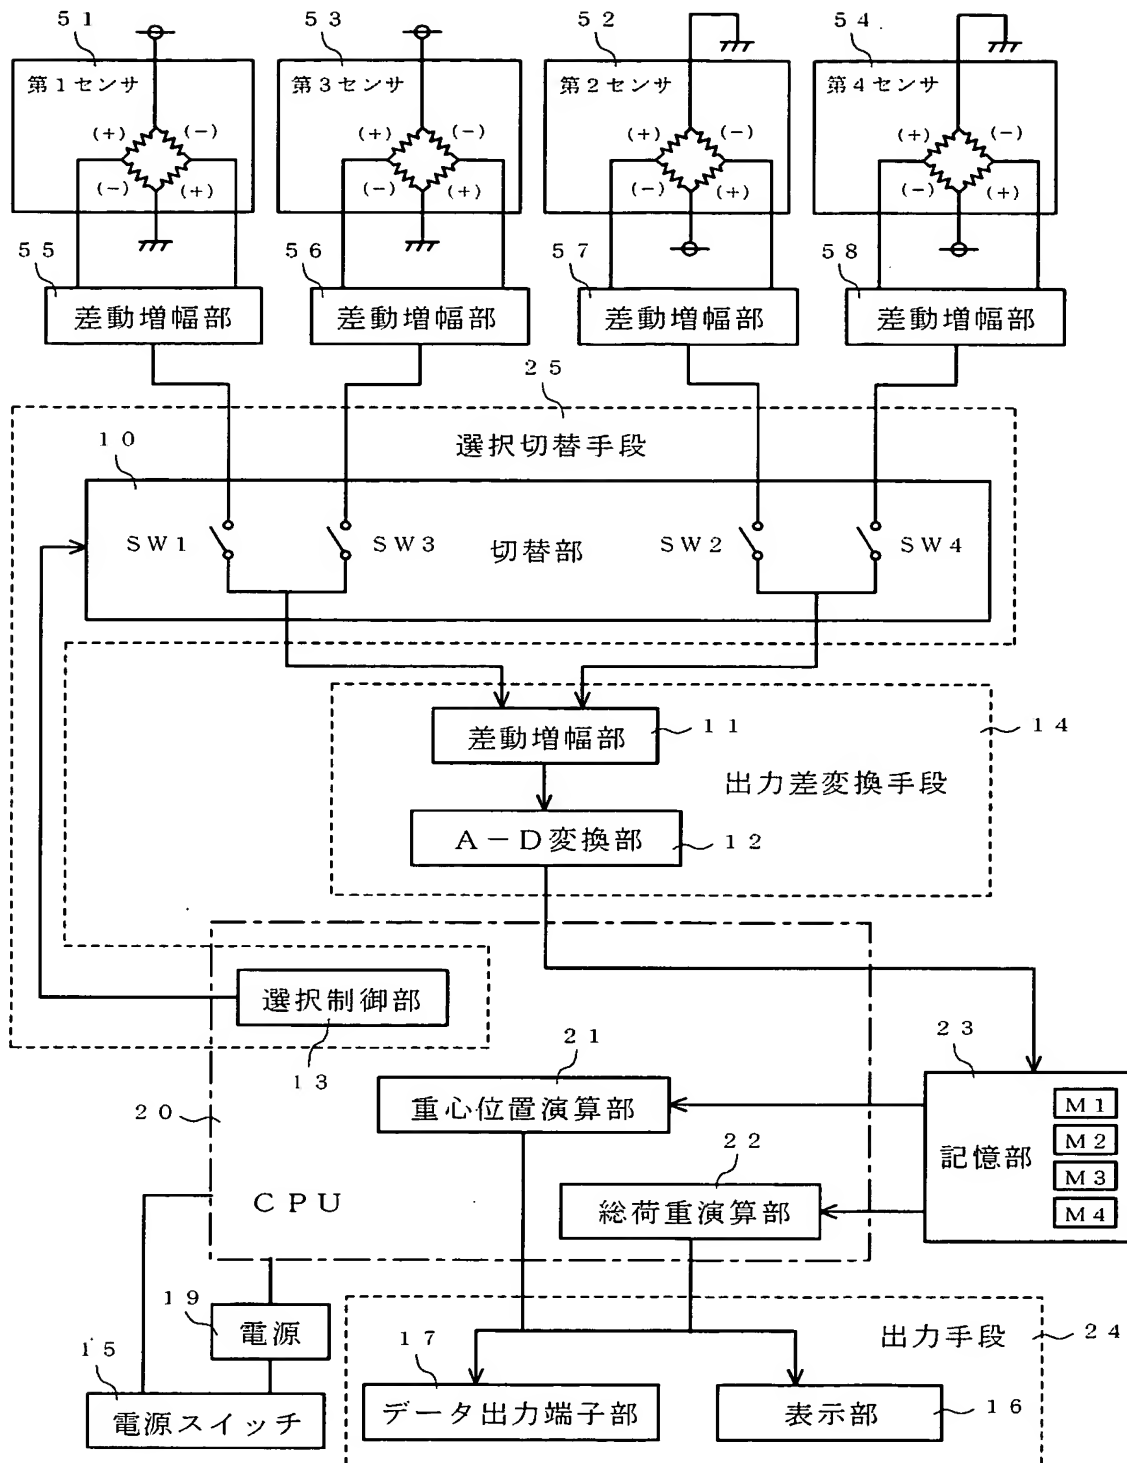 ５１
５３
５２
５４
第１センサ
第３センサ
第２センサ
第４センサ
(+)
(-)
(-)
(+)
(+)
(-)
(-)
(+)
(+)
(-)
(-)
(+)
(+)
(-)
(-)
(+)
５５
５６
５７
５８
差動増幅部
差動増幅部
差動増幅部
差動増幅部
２５
選択切替手段
１０
SW1
SW3
切替部
SW2
SW4
差動増幅部
１１
１４
出力差変換手段
A－D変換部
１２
選択制御部
１３
２１
２３
重心位置演算部
２０
M1
M2
M3
M4
記憶部
２２
CPU
総荷重演算部
１９
電源
１５
電源スイッチ
１７
出力手段
２４
データ出力端子部
表示部
１６